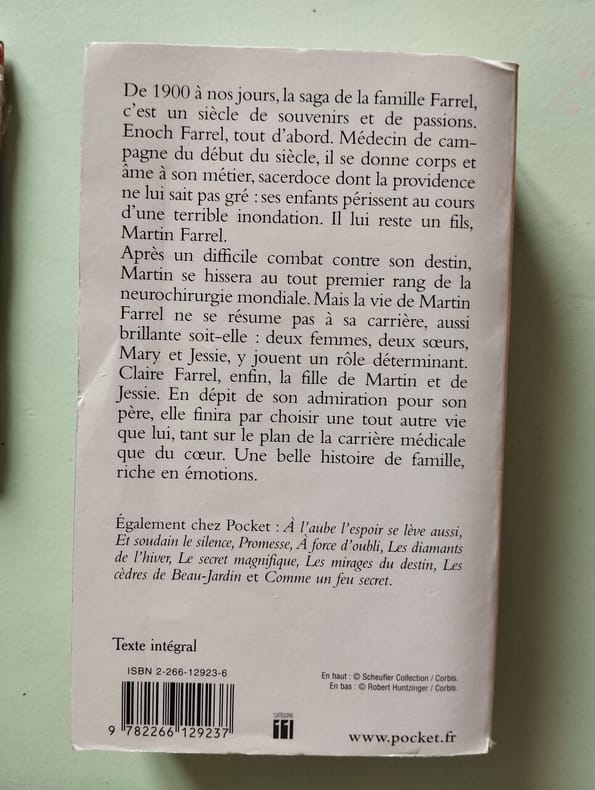 De 1900 à nos jours, la saga de la famille Farrel,
c'est un siècle de souvenirs et de passions.
Enoch Farrel, tout d'abord. Médecin de cam-
pagne du début du siècle, il se donne corps et
âme à son métier, sacerdoce dont la providence
ne lui sait pas gré : ses enfants périssent au cours
d'une terrible inondation. Il lui reste un fils,
Martin Farrel.
Après un difficile combat contre son destin,
Martin se hissera au tout premier rang de la
neurochirurgie mondiale. Mais la vie de Martin
Farrel ne se résume pas à sa carrière, aussi
brillante soit-elle : deux femmes, deux sœurs,
Mary et Jessie, y jouent un rôle déterminant.
Claire Farrel, enfin, la fille de Martin et de
Jessie. En dépit de son admiration pour son
père, elle finira par choisir une tout autre vie
que lui, tant sur le plan de la carrière médicale
que du cœur. Une belle histoire de famille,
riche en émotions.
Également chez Pocket : À l'aube l'espoir se lève aussi,
Et soudain le silence, Promesse, À force d'oubli, Les diamants
de l'hiver, Le secret magnifique, Les mirages du destin, Les
cèdres de Beau-Jardin et Comme un feu secret.
Texte intégral
ISBN 2-266-12923-6
9 782266 129237
CATÉGORIE
En haut : © Scheufler Collection / Corbis.
En bas : © Robert Huntzinger / Corbis.
www.pocket.fr